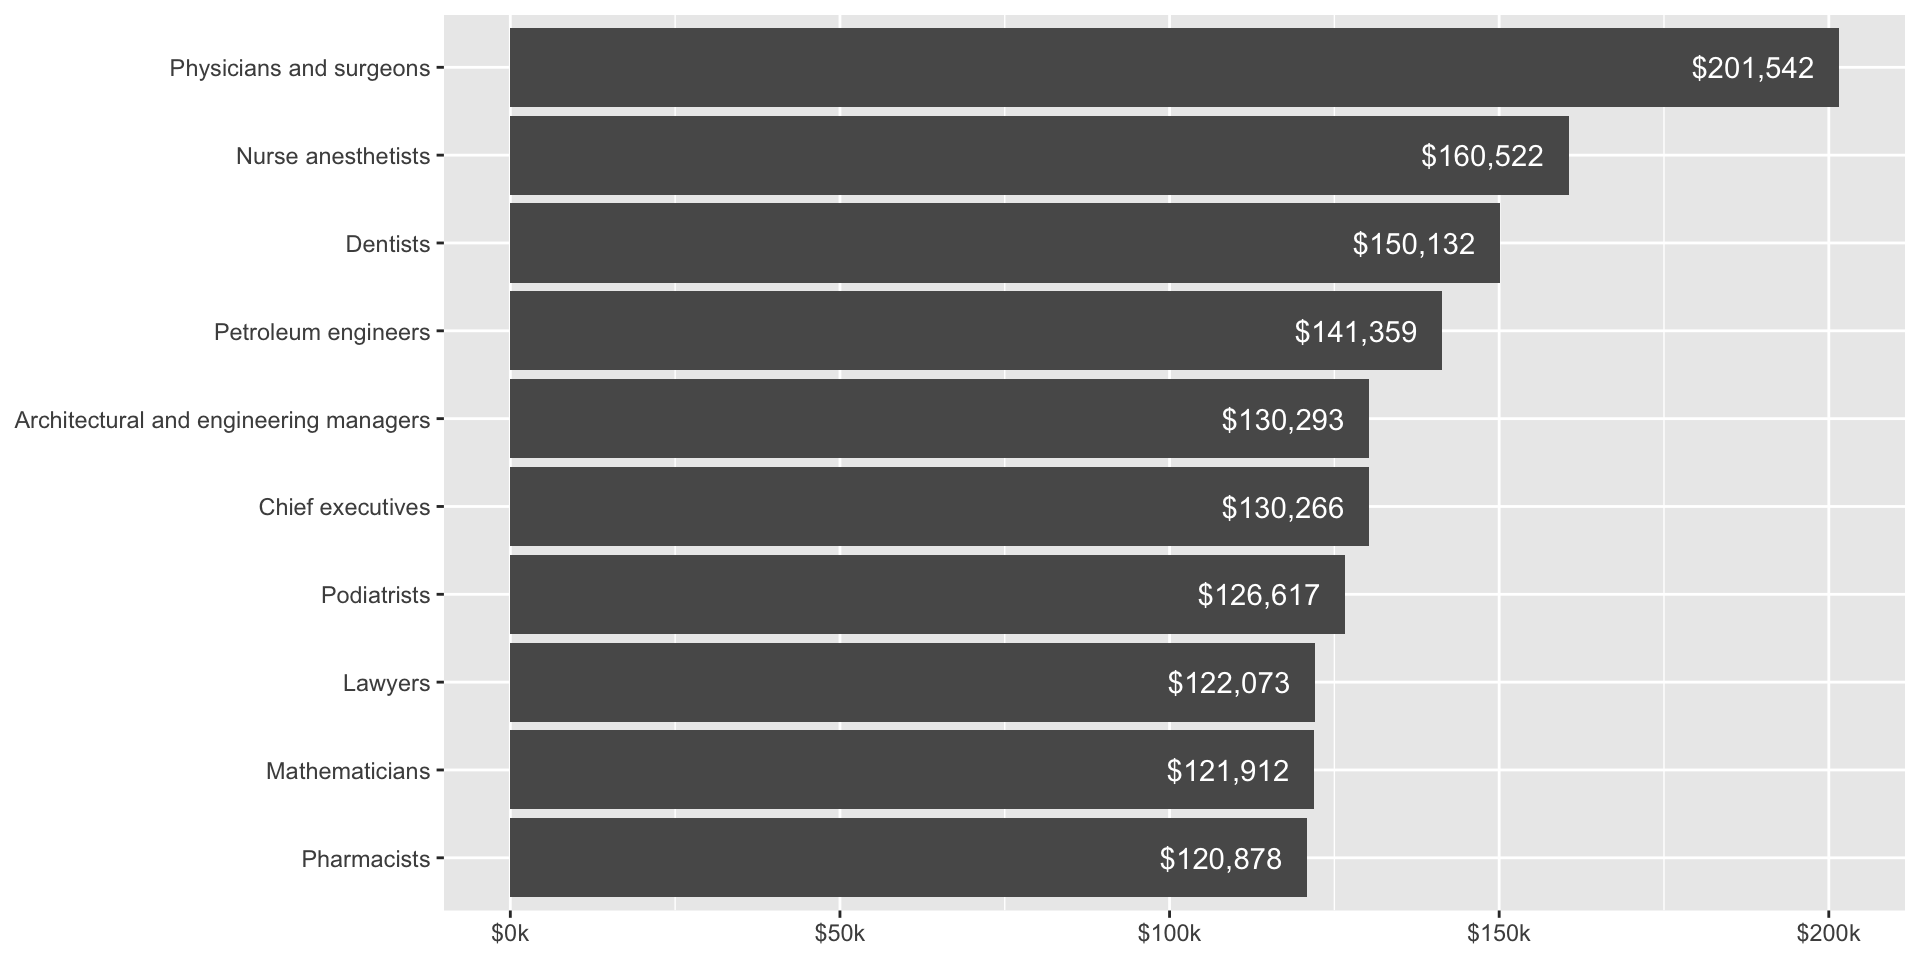 Physicians and surgeons $201,542
Nurse anesthetists $160,522
Dentists $150,132
Petroleum engineers $141,359
Architectural and engineering managers $130,293
Chief executives $130,266
Podiatrists $126,617
Lawyers $122,073
Mathematicians $121,912
Pharmacists $120,878
$0k $50k $100k $150k $200k